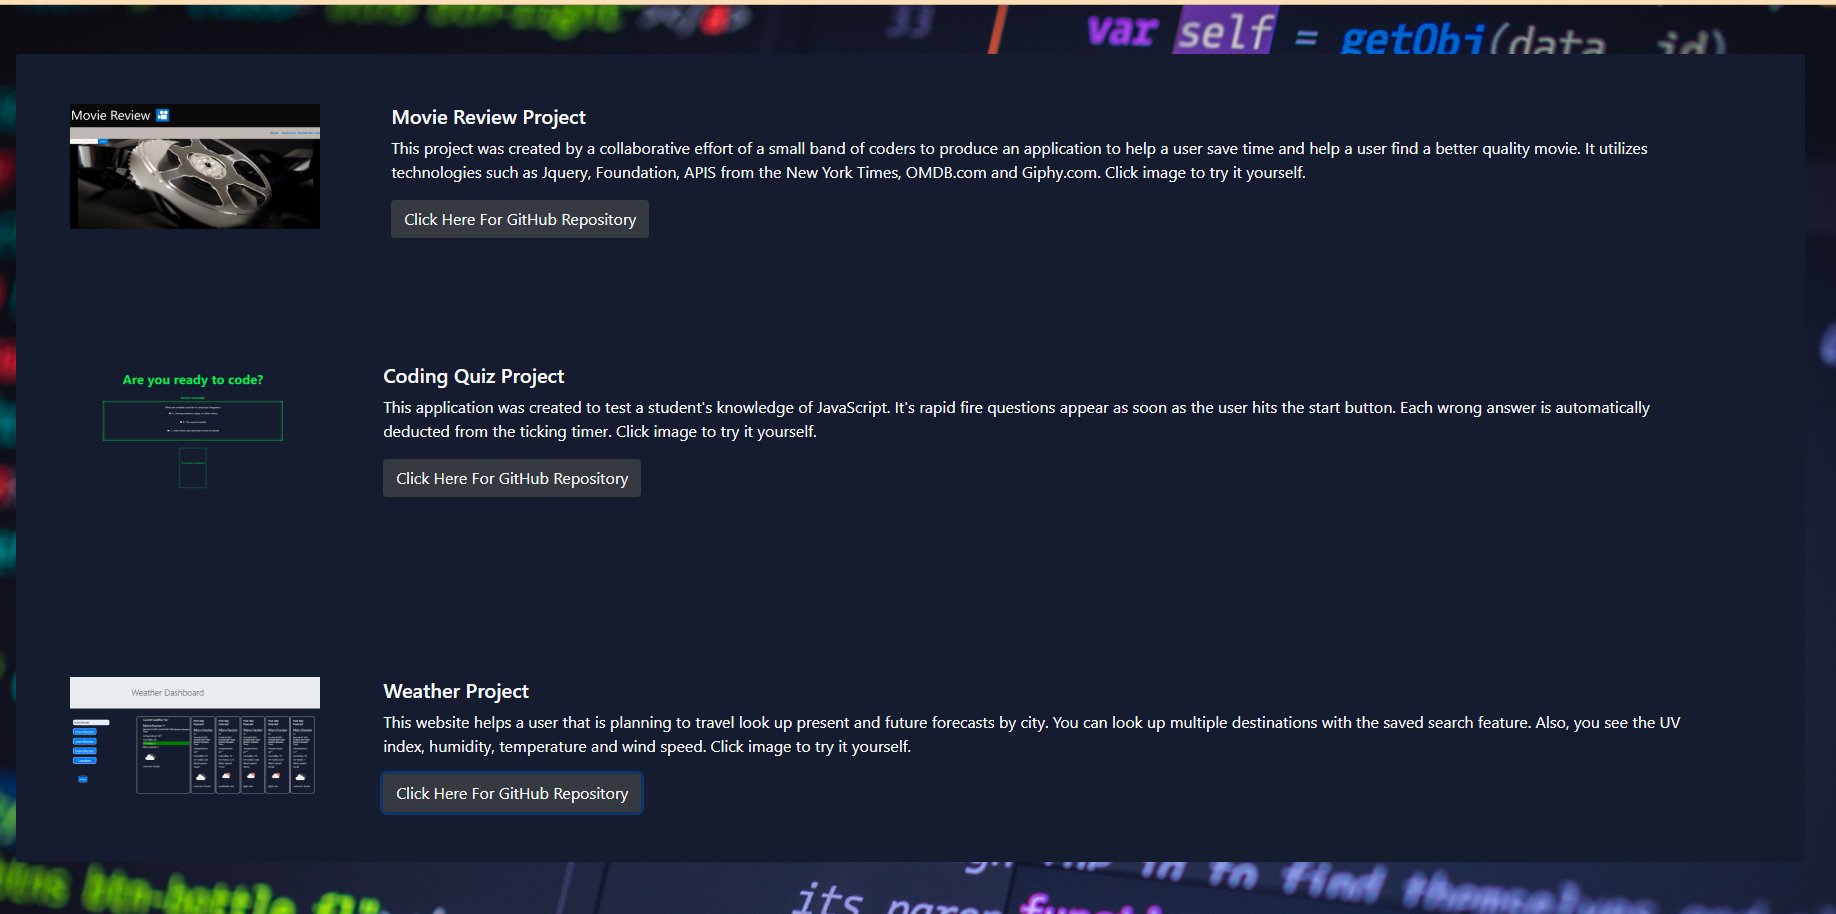 33
var self = getObj(data, id)
Movie Review
Movie Review Project
This project was created by a collaborative effort of a small band of coders to produce an application to help a user save time and help a user find a better quality movie. It utilizes
technologies such as Jquery, Foundation, APIS from the New York Times, OMDB.com and Giphy.com. Click image to try it yourself.
Click Here For GitHub Repository
Are you ready to code?
Coding Quiz Project
This application was created to test a student's knowledge of JavaScript. It's rapid fire questions appear as soon as the user hits the start button. Each wrong answer is automatically
deducted from the ticking timer. Click image to try it yourself.
Click Here For GitHub Repository
Weather Dashboard
Weather Project
This website helps a user that is planning to travel look up present and future forecasts by city. You can look up multiple destinations with the saved search feature. Also, you see the UV
index, humidity, temperature and wind speed. Click image to try it yourself.
Click Here For GitHub Repository
in to find themselves
its